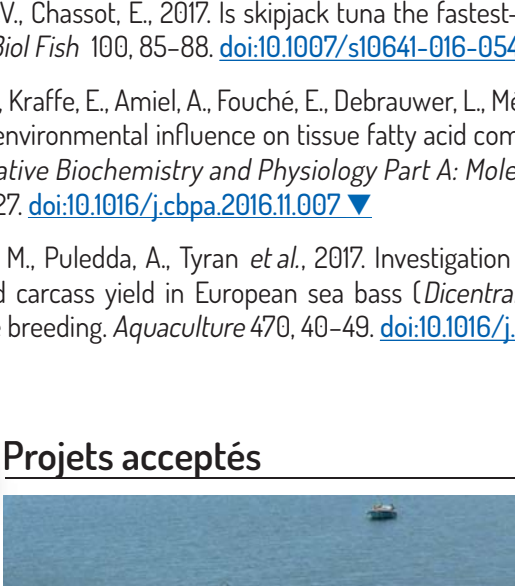 V., Chassot, E., 2017. Is skipjack tuna the fastest-
Biol Fish 100, 85–88. doi:10.1007/s10641-016-054
, Kraffe, E., Amiel, A., Fouché, E., Debrauwer, L., Mé
environmental influence on tissue fatty acid com
ative Biochemistry and Physiology Part A: Mole
27. doi:10.1016/j.cbpa.2016.11.007 ▼
M., Puledda, A., Tyran et al., 2017. Investigation
d carcass yield in European sea bass (Dicentra
e breeding. Aquaculture 470, 40–49. doi:10.1016/j.
Projets acceptés